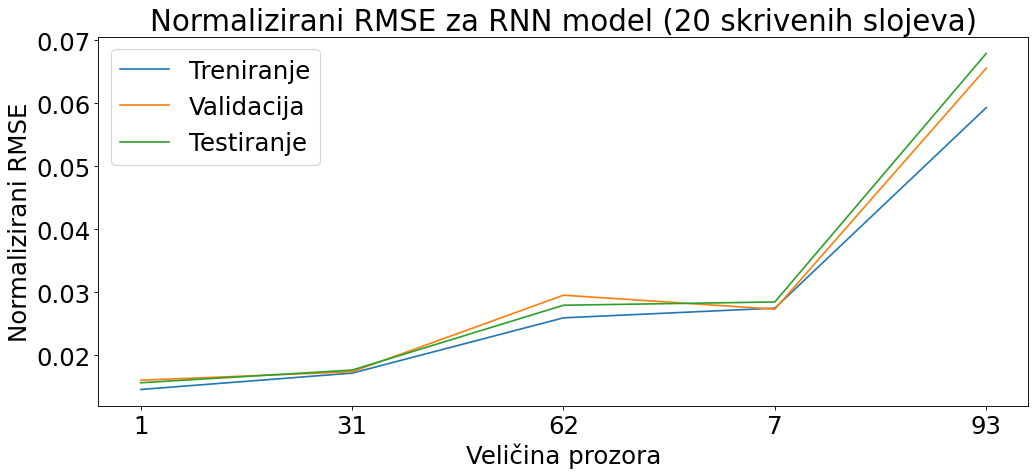 Normalizirani RMSE za RNN model (20 skrivenih slojeva)
Normalizirani RMSE
0.07
0.06
0.05
0.04
0.03
0.02
Treniranje
Validacija
Testiranje
1 31 62 7 93
Veličina prozora